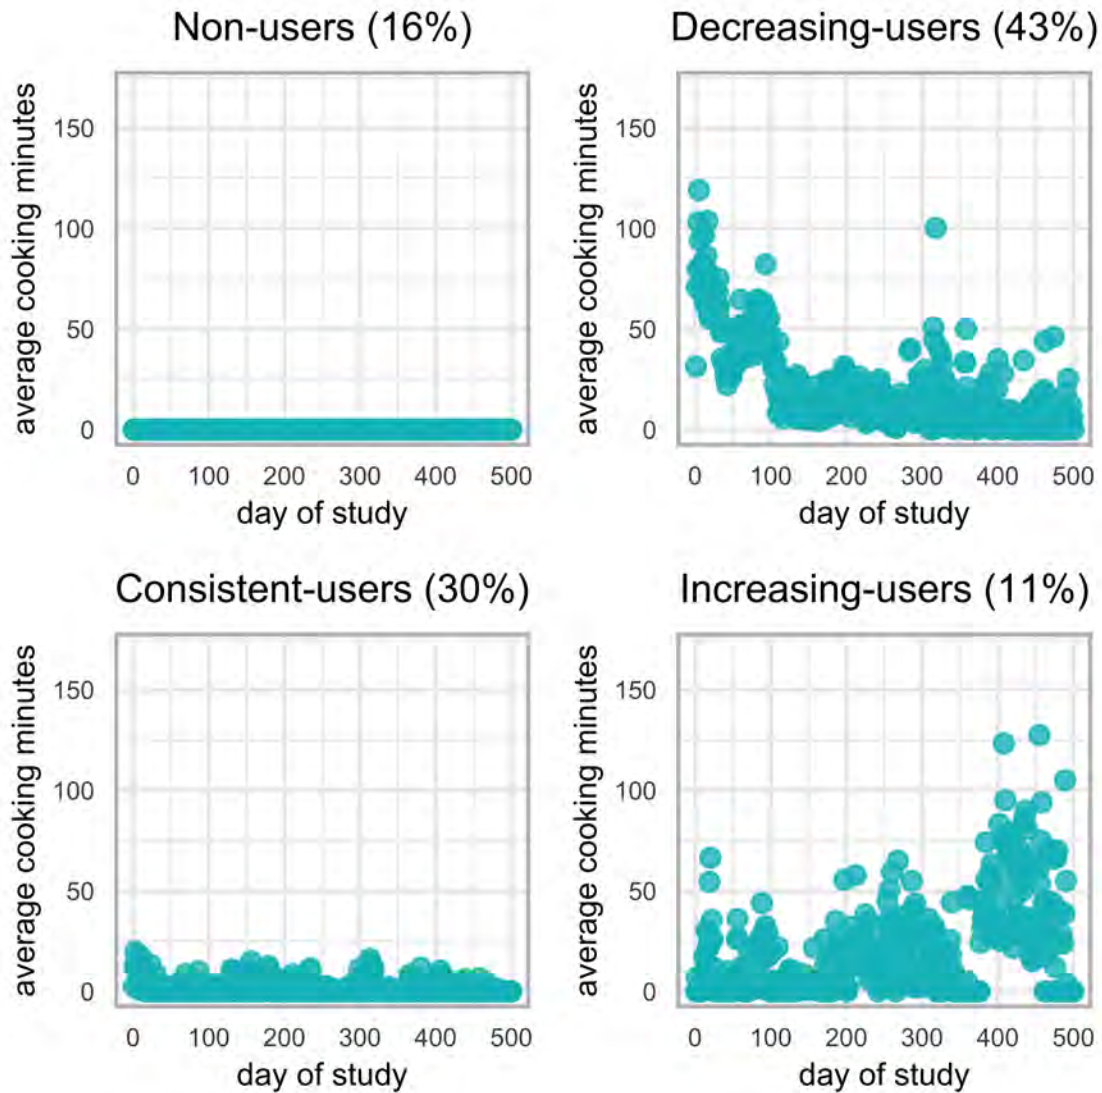 Non-users (16%)
average cooking minutes
150
100
50
0
0 100 200 300 400 500
day of study
Decreasing-users (43%)
average cooking minutes
150
100
50
0
0 100 200 300 400 500
day of study
Consistent-users (30%)
average cooking minutes
150
100
50
0
0 100 200 300 400 500
day of study
Increasing-users (11%)
average cooking minutes
150
100
50
0
0 100 200 300 400 500
day of study